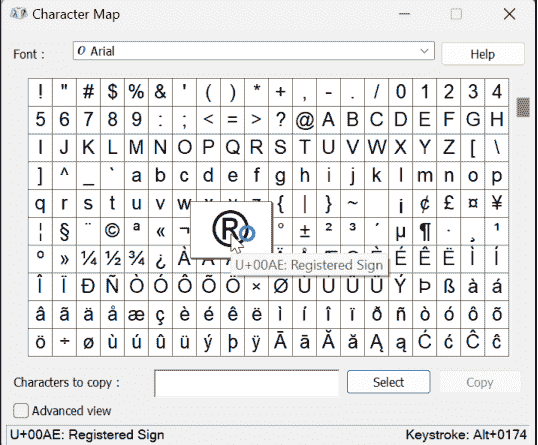 Character Map
Font :
O Arial
Help
! " # $ % & ' ( ) * + , - . / 0 1 2 3 4
5 6 7 8 9 : ; < = > ? @ A B C D E F G H
I J K L M N O P Q R S T U V W X Y Z [ \
] ^ _ ` a b c d e f g h i j k l m n o p
q r s t u v w x y z { | } ~ ¡ ¢ £ ¤ ¥
¦ § ¨ © ª « ¬ ® ° ± ² ³ ´ µ ¶ · ¸ ¹
º » ¼ ½ ¾ ¿ À É Ê Ë Ì Í
U+00AE: Registered Sign
Î Ï Ð Ñ Ò Ó Ô Õ Ö × Ø Ù Ú Û Ü Ý Þ ß à á
â ã ä å æ ç è é ê ë ì í î ï ð ñ ò ó ô õ
ö ÷ ø ù ú û ü ý þ ÿ Ā ā Ă ă Ą ą Ć ć Ĉ ĉ
Characters to copy :
Select
Copy
Advanced view
U+00AE: Registered Sign
Keystroke: Alt+0174